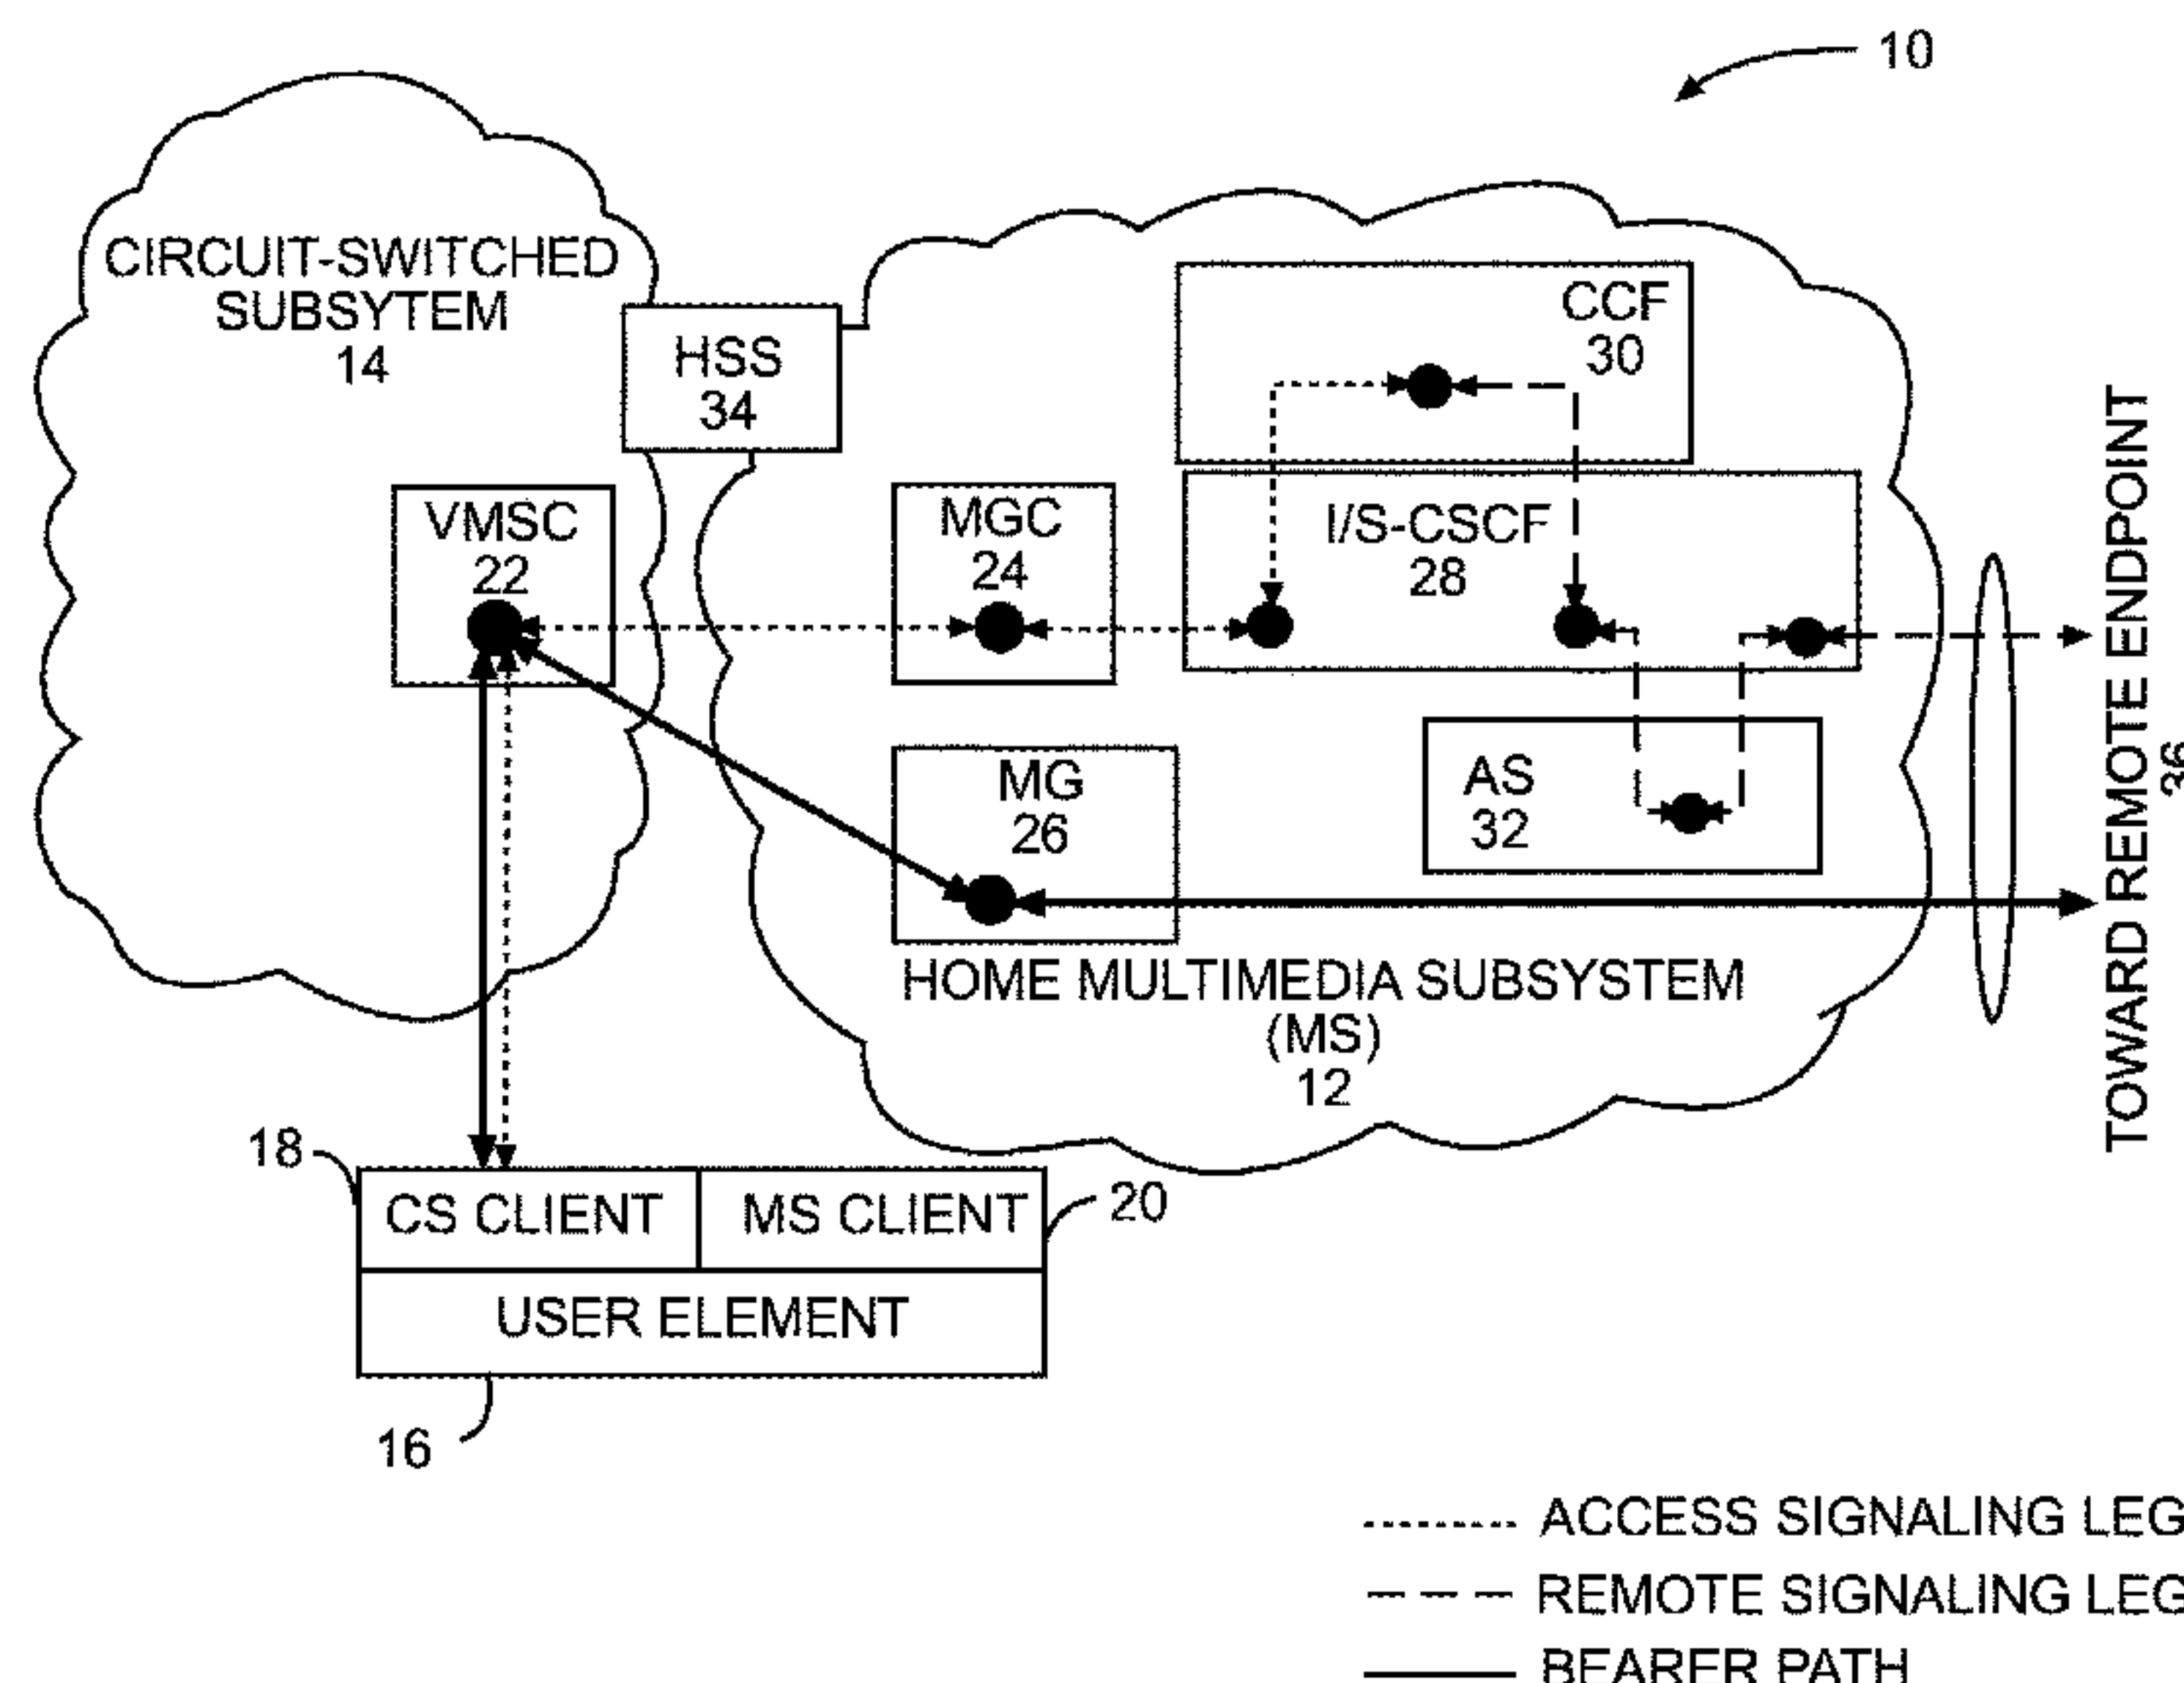 10
CIRCUIT-SWITCHED
SUBSYTEM
14
HSS
34
CCF
30
VMSC
22
MGC
24
I/S-CSCF
28
MG
26
AS
32
HOME MULTIMEDIA SUBSYSTEM
(MS)
12
TOWARD REMOTE ENDPOINT
36
18
CS CLIENT
MS CLIENT
20
USER ELEMENT
16
ACCESS SIGNALING LEG
REMOTE SIGNALING LEG
BEARER PATH